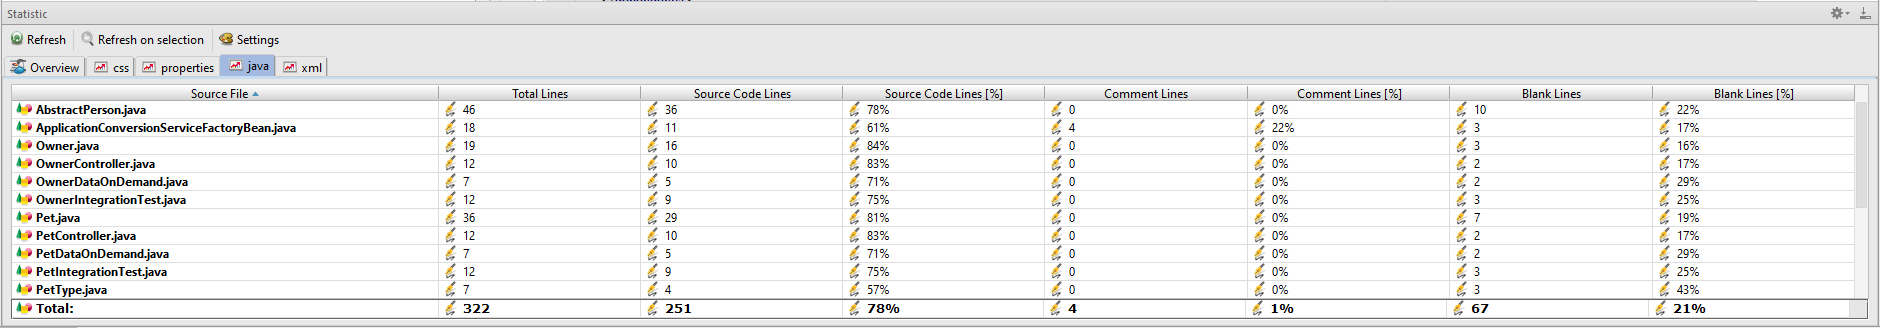 Statistic
Refresh Refresh on selection Settings
Overview css properties java xml
Source File Total Lines Source Code Lines Source Code Lines [%] Comment Lines Comment Lines [%] Blank Lines Blank Lines [%]
AbstractPerson.java 46 36 78% 0 0% 10 22%
ApplicationConversionServiceFactoryBean.java 18 11 61% 4 22% 3 17%
Owner.java 19 16 84% 0 0% 3 16%
OwnerController.java 12 10 83% 0 0% 2 17%
OwnerDataOnDemand.java 7 5 71% 0 0% 2 29%
OwnerIntegrationTest.java 12 9 75% 0 0% 3 25%
Pet.java 36 29 81% 0 0% 7 19%
PetController.java 12 10 83% 0 0% 2 17%
PetDataOnDemand.java 7 5 71% 0 0% 2 29%
PetIntegrationTest.java 12 9 75% 0 0% 3 25%
PetType.java 7 4 57% 0 0% 3 43%
Total: 322 251 78% 4 1% 67 21%